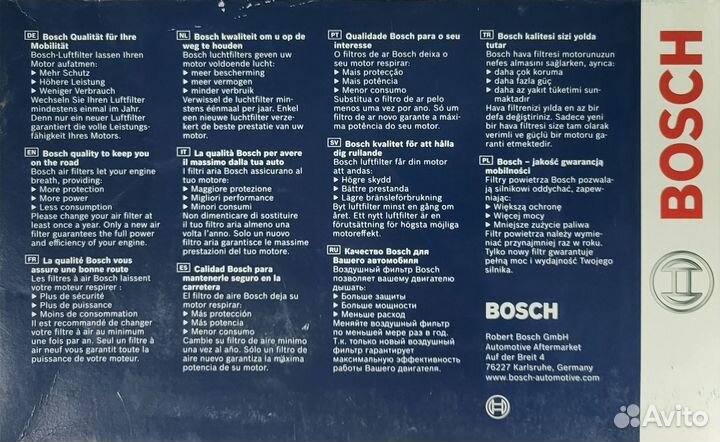 DE Bosch Qualität für Ihre
Mobilität
Bosch-Luftfilter lassen Ihren
Motor aufatmen:
► Mehr Schutz
► Höhere Leistung
► Weniger Verbrauch
Wechseln Sie Ihren Luftfilter
mindestens einmal im Jahr.
Denn nur ein neuer Luftfilter
garantiert die volle Leistungs-
fähigkeit Ihres Motors.
EN Bosch quality to keep you
on the road
Bosch air filters let your engine
breath, providing:
► More protection
► More power
► Less consumption
Please change your air filter at
least once a year. Only a new air
filter guarantees the full power
and efficiency of your engine.
FR La qualité Bosch vous
assure une bonne route
Les filtres à air Bosch laissent
votre moteur respirer :
► Plus de sécurité
► Plus de puissance
► Moins de consommation
Il est recommandé de changer
votre filtre à air au minimum
une fois par an. Seul un filtre à
air neuf vous garantit toute la
puissance de votre moteur.
NL Bosch kwaliteit om u op de
weg te houden
Bosch luchtfilters geven uw
motor voldoende lucht:
► meer bescherming
► meer vermogen
► minder verbruik
Verwissel de luchtfilter mini-
mstens éénmaal per jaar. Enkel
een nieuwe luchtfilter verze-
kert de beste prestatie van uw
motor.
IT La qualità Bosch per avere
il massimo dalla tua auto
I filtri aria Bosch assicurano al
tuo motore:
► Maggiore protezione
► Migliori performance
► Minori consumi
Non dimenticare di sostituire
il tuo filtro aria almeno una
volta l'anno. Solo un nuovo
filtro aria garantisce le massime
prestazioni del tuo motore.
ES Calidad Bosch para
mantenerle seguro en la
carretera
El filtro de aire Bosch deja su
motor respirar:
► Más protección
► Más potencia
► Menor consumo
Cambie su filtro de aire mínimo
una vez al año. Sólo un filtro de
aire nuevo garantiza la máxima
potencia de su motor.
PT Qualidade Bosch para o seu
interesse
O filtros de ar Bosch deixa o
seu motor respirar:
► Mais protecção
► Mais potência
► Menor consumo
Substitua o filtro de ar pelo
menos uma vez por ano. Só um
filtro de ar novo garante a máxi-
ma potência do seu motor.
SV Bosch kvalitet för att hålla
dig rullande
Bosch luftfilter får din motor
att andas:
► Högre skydd
► Bättre prestanda
► Lägre bränsleförbrukning
Byt luftfilter minst en gång om
året. Ett nytt luftfilter är en
förutsättning för högsta möjliga
motoreffekt.
RU Качество Bosch для
Вашего автомобиля
Воздушный фильтр Bosch
позволяет вашему двигателю
дышать:
► Больше защиты
► Больше мощности
► Меньше расход
Меняйте воздушный фильтр
по меньшей мере раз в год.
Т.к. только новый воздушный
фильтр гарантирует
максимальную эффективность
работы Вашего двигателя.
TR Bosch kalitesi sizi yolda
tutar
Bosch hava filtresi motorunuzun
nefes almasını sağlarken, ayrıca:
► daha çok koruma
► daha fazla güç
► daha az yakıt tüketimi sun-
maktadır
Hava filtrenizi yılda en az bir
defa değiştiriniz. Sadece yeni
bir hava filtresi size tam olarak
verimli ve güçlü bir motoru ga-
ranti etmektedir.
PL Bosch – jakość gwarancją
mobilności
Filtry powietrza Bosch pozwala-
ją silnikowi oddychać, zapew-
niając:
► Większą ochronę
► Więcej mocy
► Mniejsze zużycie paliwa
Filtr powietrza należy wymie-
niać przynajmniej raz w roku.
Tylko nowy filtr gwarantuje
pełną moc i wydajność Twojego
silnika.
BOSCH
Robert Bosch GmbH
Automotive Aftermarket
Auf der Breit 4
76227 Karlsruhe, Germany
www.bosch-automotive.com
BOSCH
Avito